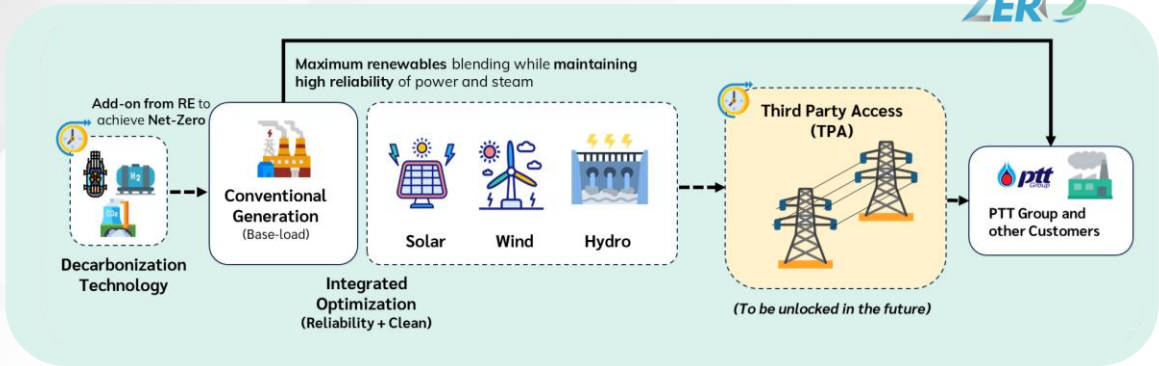 ZERO
Maximum renewables blending while maintaining
high reliability of power and steam
Add-on from RE to
achieve Net-Zero
H2
CO2
Decarbonization
Technology
Conventional
Generation
(Base-load)
Solar
Wind
Hydro
Integrated
Optimization
(Reliability + Clean)
Third Party Access
(TPA)
(To be unlocked in the future)
ptt
Group
PTT Group and
other Customers